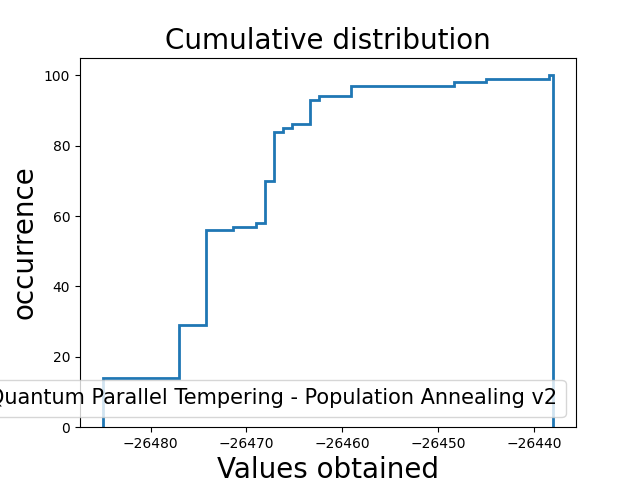 Cumulative distribution
100
80
60
40
20
0
occurrence
Parallel Tempering - Population Annealing v2
−26480 −26470 −26460 −26450 −26440
Values obtained